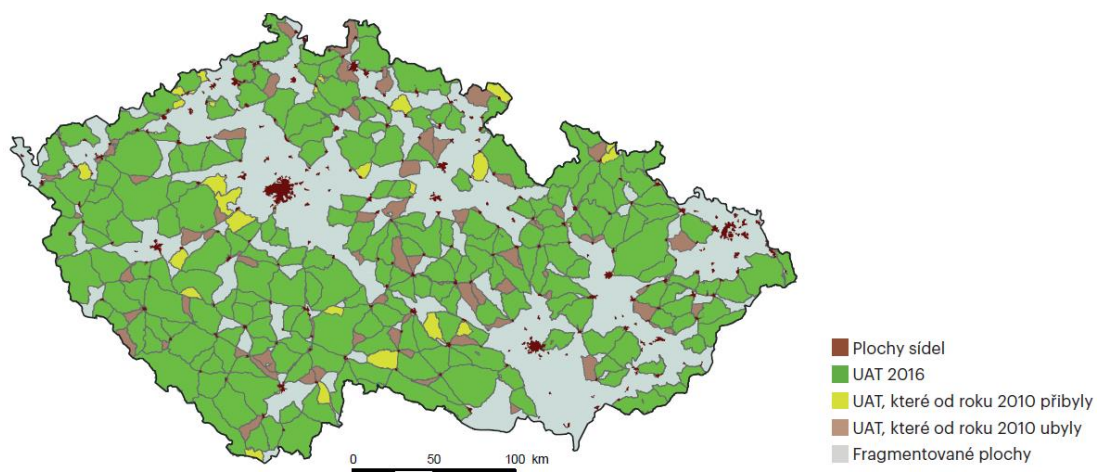 Plochy sídel
UAT 2016
UAT, které od roku 2010 přibyly
UAT, které od roku 2010 ubyly
Fragmentované plochy
0 50 100 km